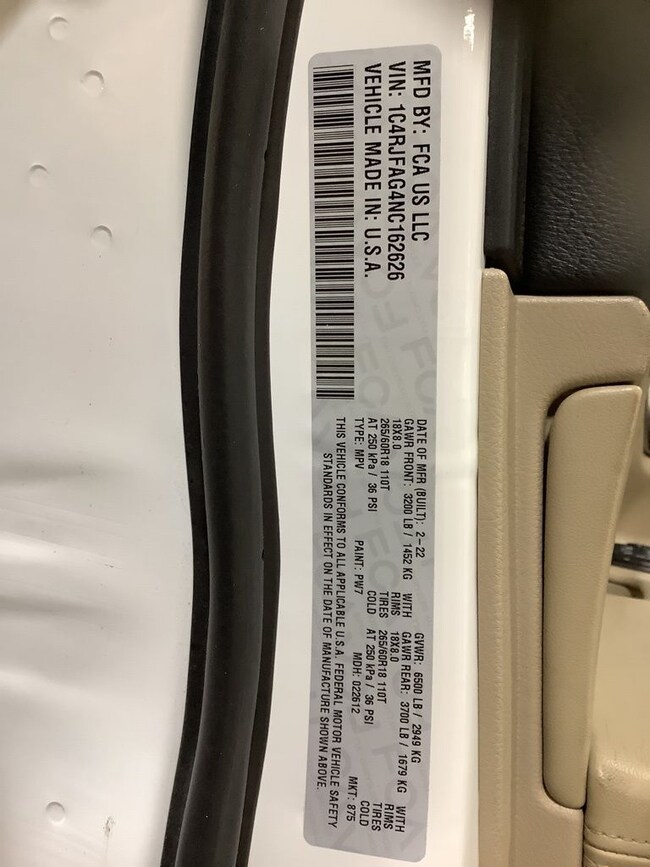 MFD BY: FCA US LLC
VIN: 1C4RJFAG4NC162626
VEHICLE MADE IN: U.S.A.
DATE OF MFR (BUILT): 2-22 GVWR: 6500 LB / 2949 KG
GAWR FRONT: 3200 LB / 1452 KG WITH GAWR REAR: 3700 LB / 1679 KG WITH
18X8.0 RIMS 18X8.0 RIMS
265/60R18 110T TIRES 265/60R18 110T TIRES
AT 250 kPa / 36 PSI COLD AT 250 kPa / 36 PSI COLD
TYPE: MPV PAINT: PW7 MDH: 022612 MKT: 875
THIS VEHICLE CONFORMS TO ALL APPLICABLE U.S.A. FEDERAL MOTOR VEHICLE SAFETY
STANDARDS IN EFFECT ON THE DATE OF MANUFACTURE SHOWN ABOVE.